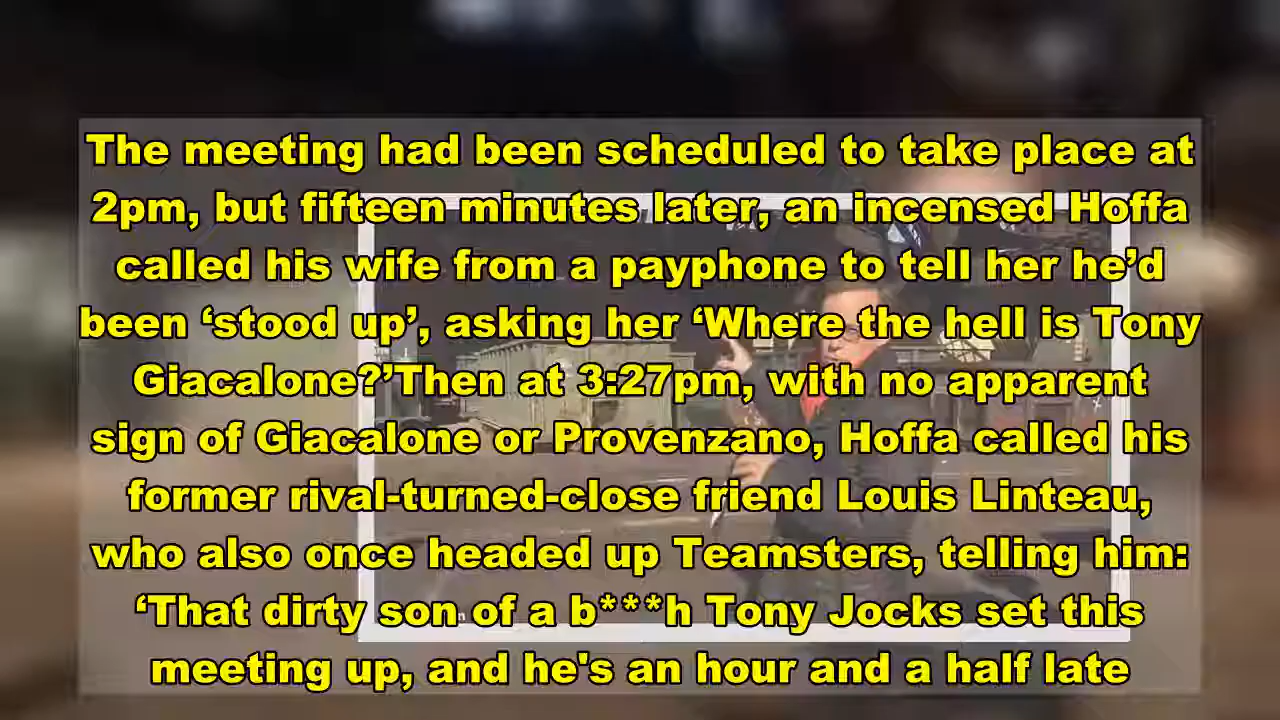 The meeting had been scheduled to take place at
2pm, but fifteen minutes later, an incensed Hoffa
called his wife from a payphone to tell her he’d
been ‘stood up’, asking her ‘Where the hell is Tony
Giacalone?’Then at 3:27pm, with no apparent
sign of Giacalone or Provenzano, Hoffa called his
former rival-turned-close friend Louis Linteau,
who also once headed up Teamsters, telling him:
‘That dirty son of a b***h Tony Jocks set this
meeting up, and he's an hour and a half late